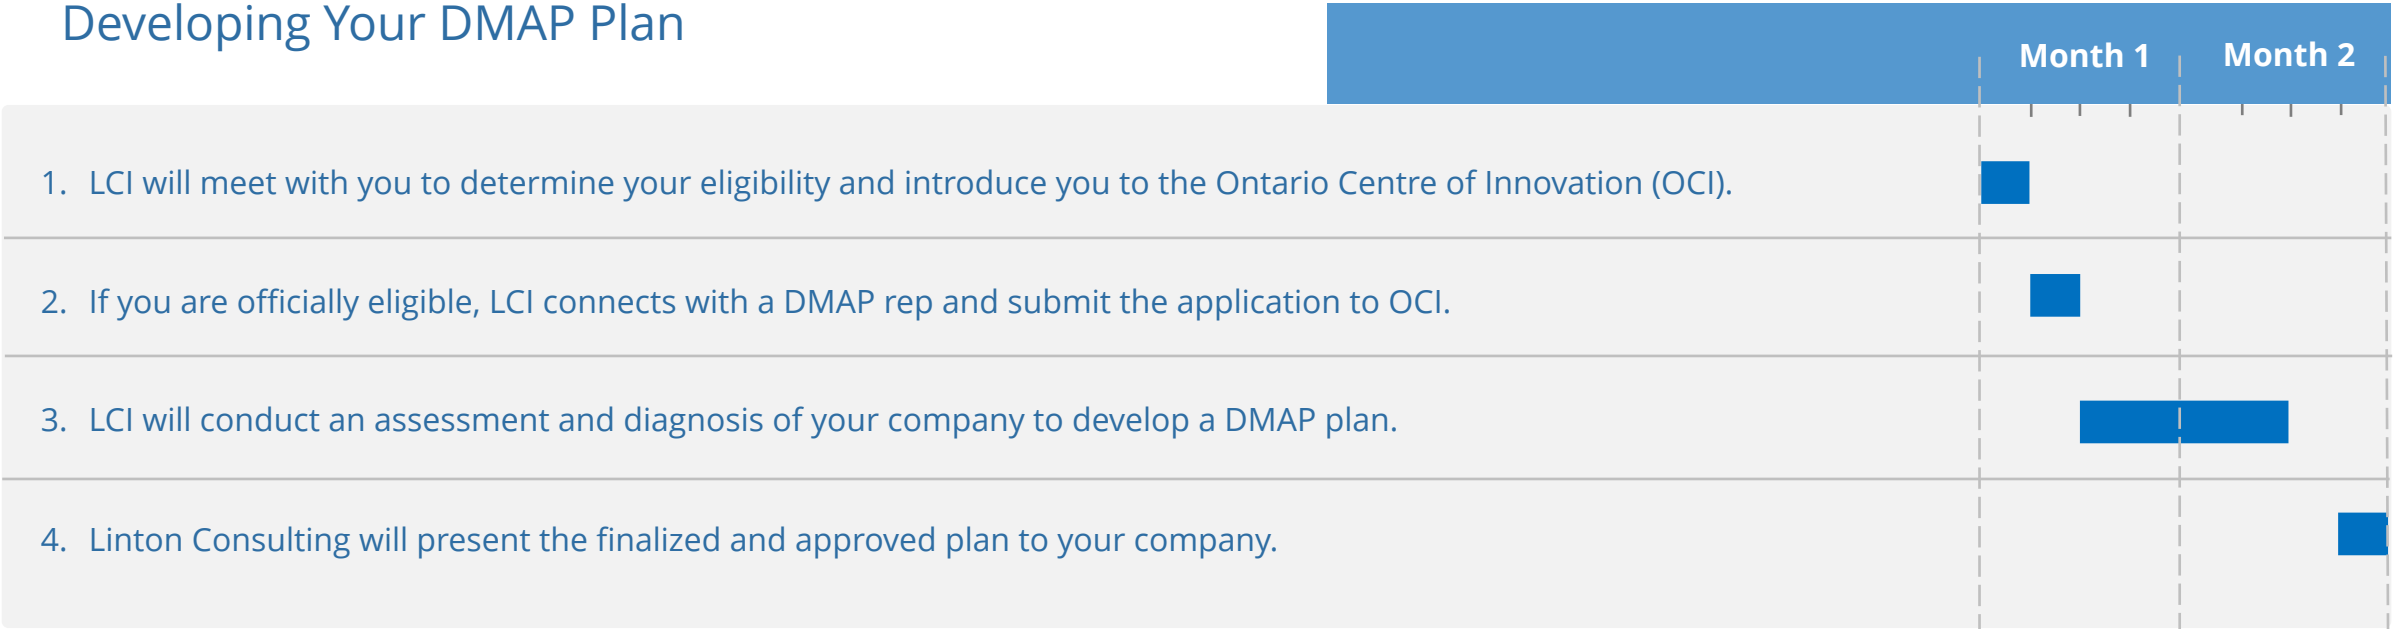 Developing Your DMAP Plan
Month 1
Month 2
1. LCI will meet with you to determine your eligibility and introduce you to the Ontario Centre of Innovation (OCI).
2. If you are officially eligible, LCI connects with a DMAP rep and submit the application to OCI.
3. LCI will conduct an assessment and diagnosis of your company to develop a DMAP plan.
4. Linton Consulting will present the finalized and approved plan to your company.